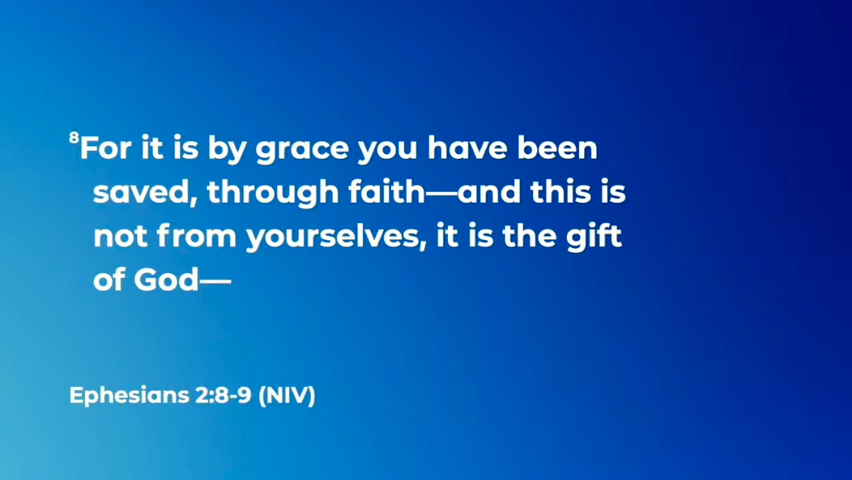 ⁸For it is by grace you have been
saved, through faith—and this is
not from yourselves, it is the gift
of God—
Ephesians 2:8-9 (NIV)